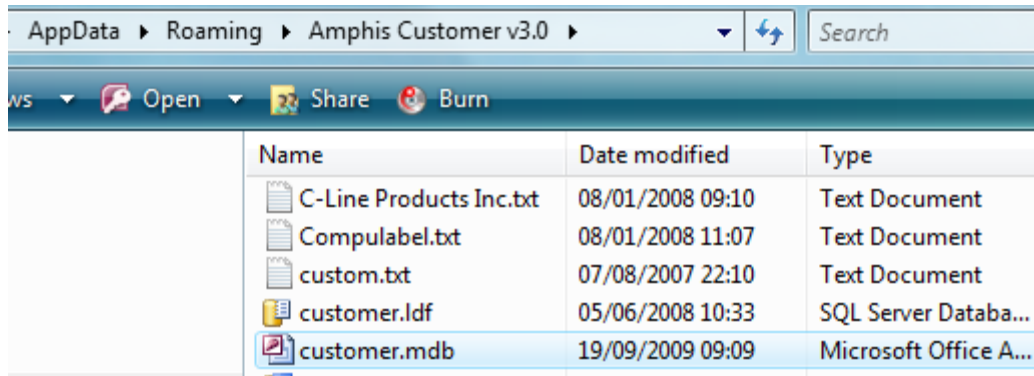 AppData Roaming Amphis Customer v3.0 Search
Open Share Burn
Name Date modified Type
C-Line Products Inc.txt 08/01/2008 09:10 Text Document
Compulabel.txt 08/01/2008 11:07 Text Document
custom.txt 07/08/2007 22:10 Text Document
customer.ldf 05/06/2008 10:33 SQL Server Databa...
customer.mdb 19/09/2009 09:09 Microsoft Office A...